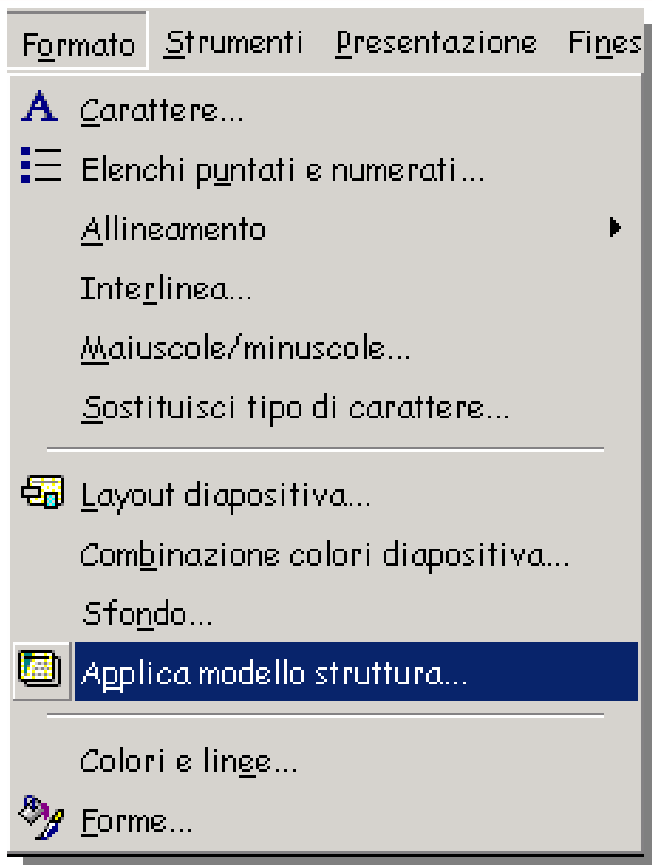 Formato Strumenti Presentazione Fines
Carattere...
Elenchi puntati e numerati...
Allineamento
Interlinea...
Maiuscole/minuscole...
Sostituisci tipo di carattere...
Layout diapositiva...
Combinazione colori diapositiva...
Sfondo...
Applica modello struttura...
Colori e linee...
Forme...